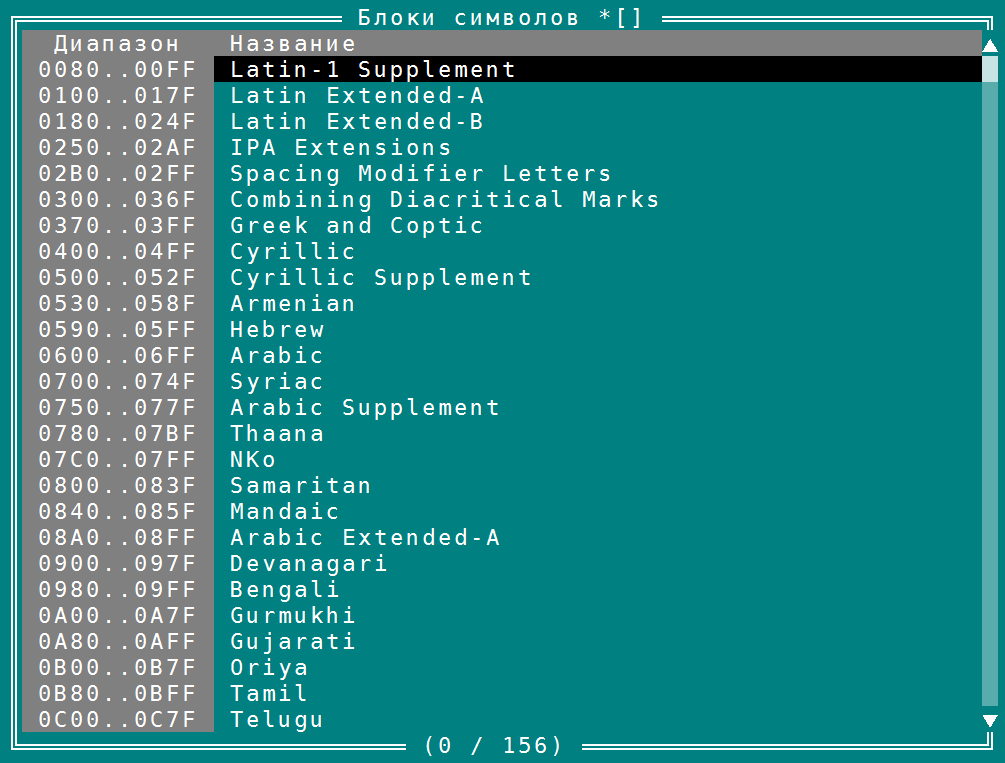 Блоки символов *[]
Диапазон Название
0080..00FF Latin-1 Supplement
0100..017F Latin Extended-A
0180..024F Latin Extended-B
0250..02AF IPA Extensions
02B0..02FF Spacing Modifier Letters
0300..036F Combining Diacritical Marks
0370..03FF Greek and Coptic
0400..04FF Cyrillic
0500..052F Cyrillic Supplement
0530..058F Armenian
0590..05FF Hebrew
0600..06FF Arabic
0700..074F Syriac
0750..077F Arabic Supplement
0780..07BF Thaana
07C0..07FF NKo
0800..083F Samaritan
0840..085F Mandaic
08A0..08FF Arabic Extended-A
0900..097F Devanagari
0980..09FF Bengali
0A00..0A7F Gurmukhi
0A80..0AFF Gujarati
0B00..0B7F Oriya
0B80..0BFF Tamil
0C00..0C7F Telugu
(0 / 156)